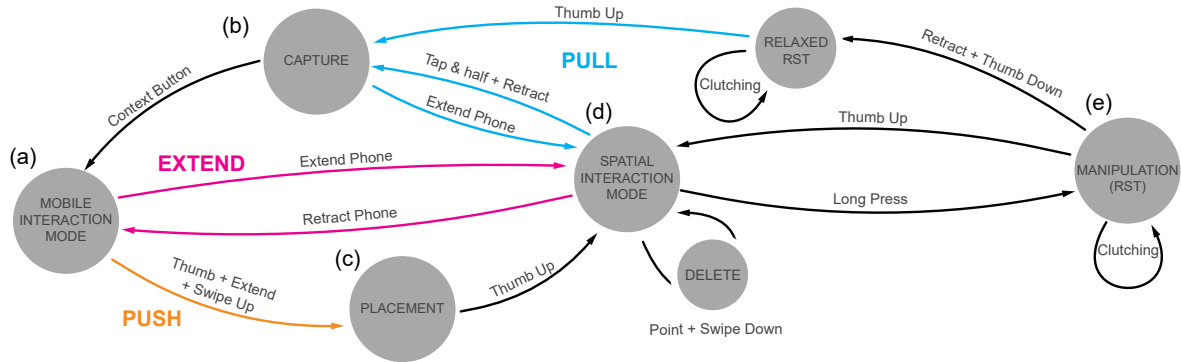 Thumb Up
(b)
RELAXED
RST
CAPTURE
PULL
Retract + Thumb Down
Tap & half + Retract
Clutching
Context Button
Extend Phone
(d)
(e)
Thumb Up
(a)
EXTEND
Extend Phone
SPATIAL
INTERACTION
MODE
MANIPULATION
(RST)
MOBILE
INTERACTION
MODE
Long Press
Retract Phone
Clutching
(c)
Thumb + Extend
+ Swipe Up
Thumb Up
DELETE
PLACEMENT
PUSH
Point + Swipe Down